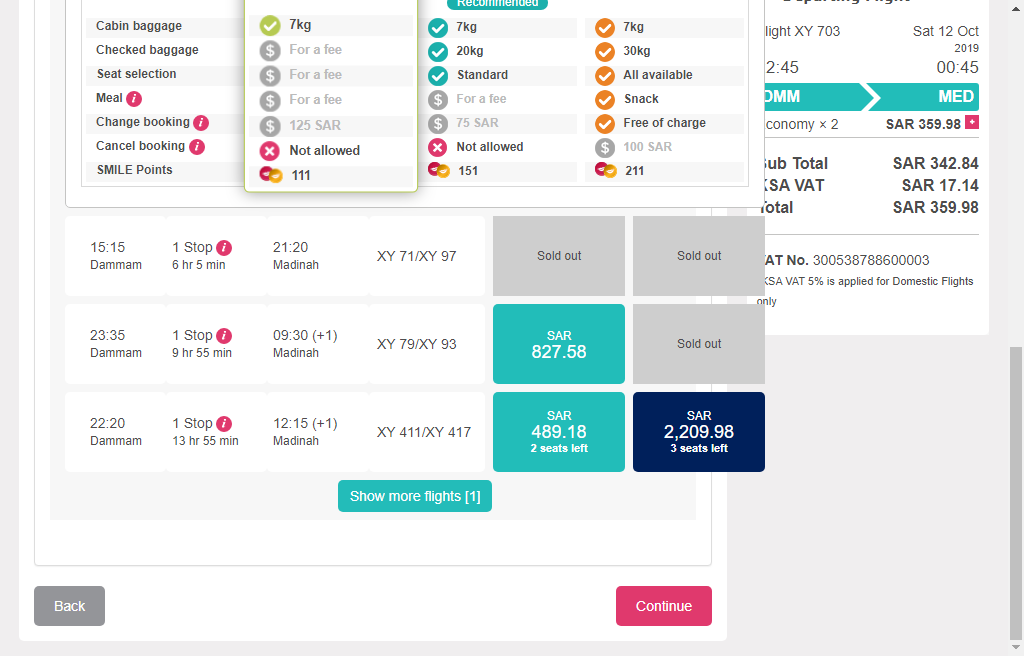 Recommended
Cabin baggage 7kg 7kg 7kg
Checked baggage For a fee 20kg 30kg
Seat selection For a fee Standard All available
Meal i For a fee For a fee Snack
Change booking i 125 SAR 75 SAR Free of charge
Cancel booking i Not allowed Not allowed 100 SAR
SMILE Points 111 151 211
15:15 1 Stop i 21:20 XY 71/XY 97 Sold out Sold out
Dammam 6 hr 5 min Madinah
23:35 1 Stop i 09:30 (+1) XY 79/XY 93 SAR 827.58 Sold out
Dammam 9 hr 55 min Madinah
22:20 1 Stop i 12:15 (+1) XY 411/XY 417 SAR 489.18 2 seats left SAR 2,209.98 3 seats left
Dammam 13 hr 55 min Madinah
Show more flights [1]
Back Continue
light XY 703 Sat 12 Oct
2019
2:45 00:45
OMM MED
conomy × 2 SAR 359.98 +
ub Total SAR 342.84
KSA VAT SAR 17.14
otal SAR 359.98
AT No. 300538788600003
KSA VAT 5% is applied for Domestic Flights
only